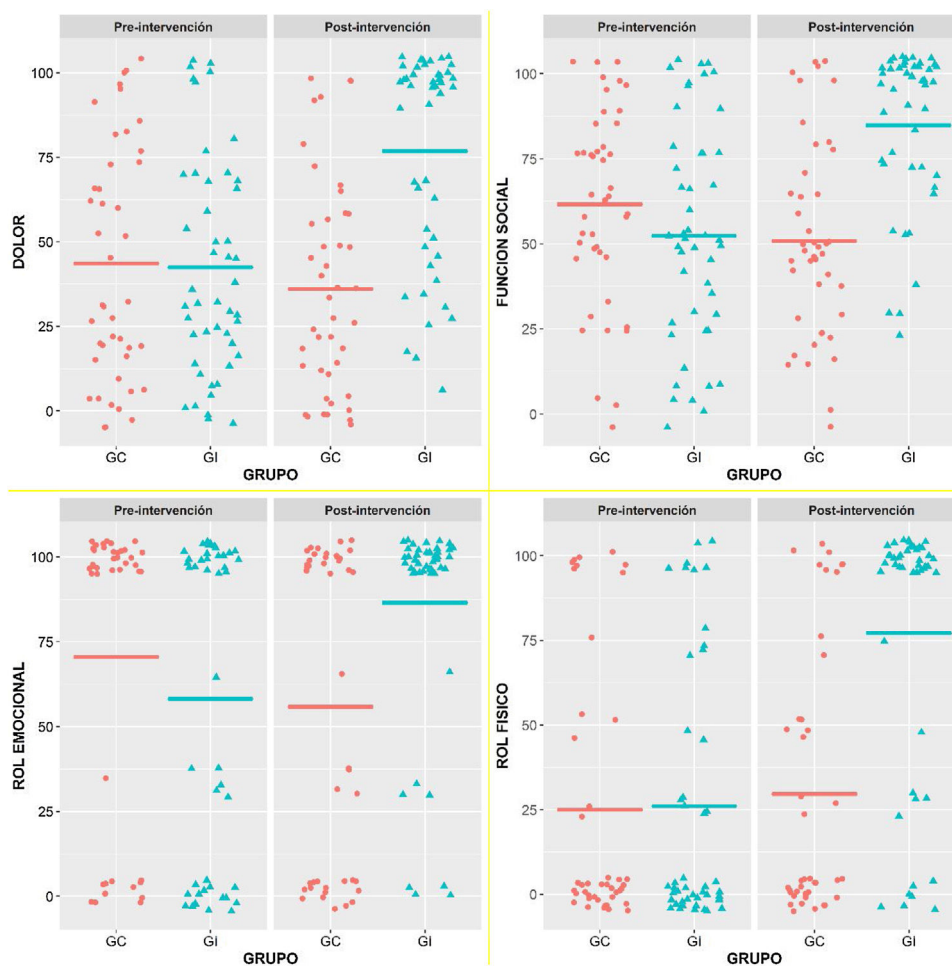 Pre-intervención Post-intervención
DOLOR
100
75
50
25
0
GC GI GC GI
GRUPO
Pre-intervención Post-intervención
FUNCION SOCIAL
100
75
50
25
0
GC GI GC GI
GRUPO
Pre-intervención Post-intervención
ROL EMOCIONAL
100
75
50
25
0
GC GI GC GI
GRUPO
Pre-intervención Post-intervención
ROL FISICO
100
75
50
25
0
GC GI GC GI
GRUPO